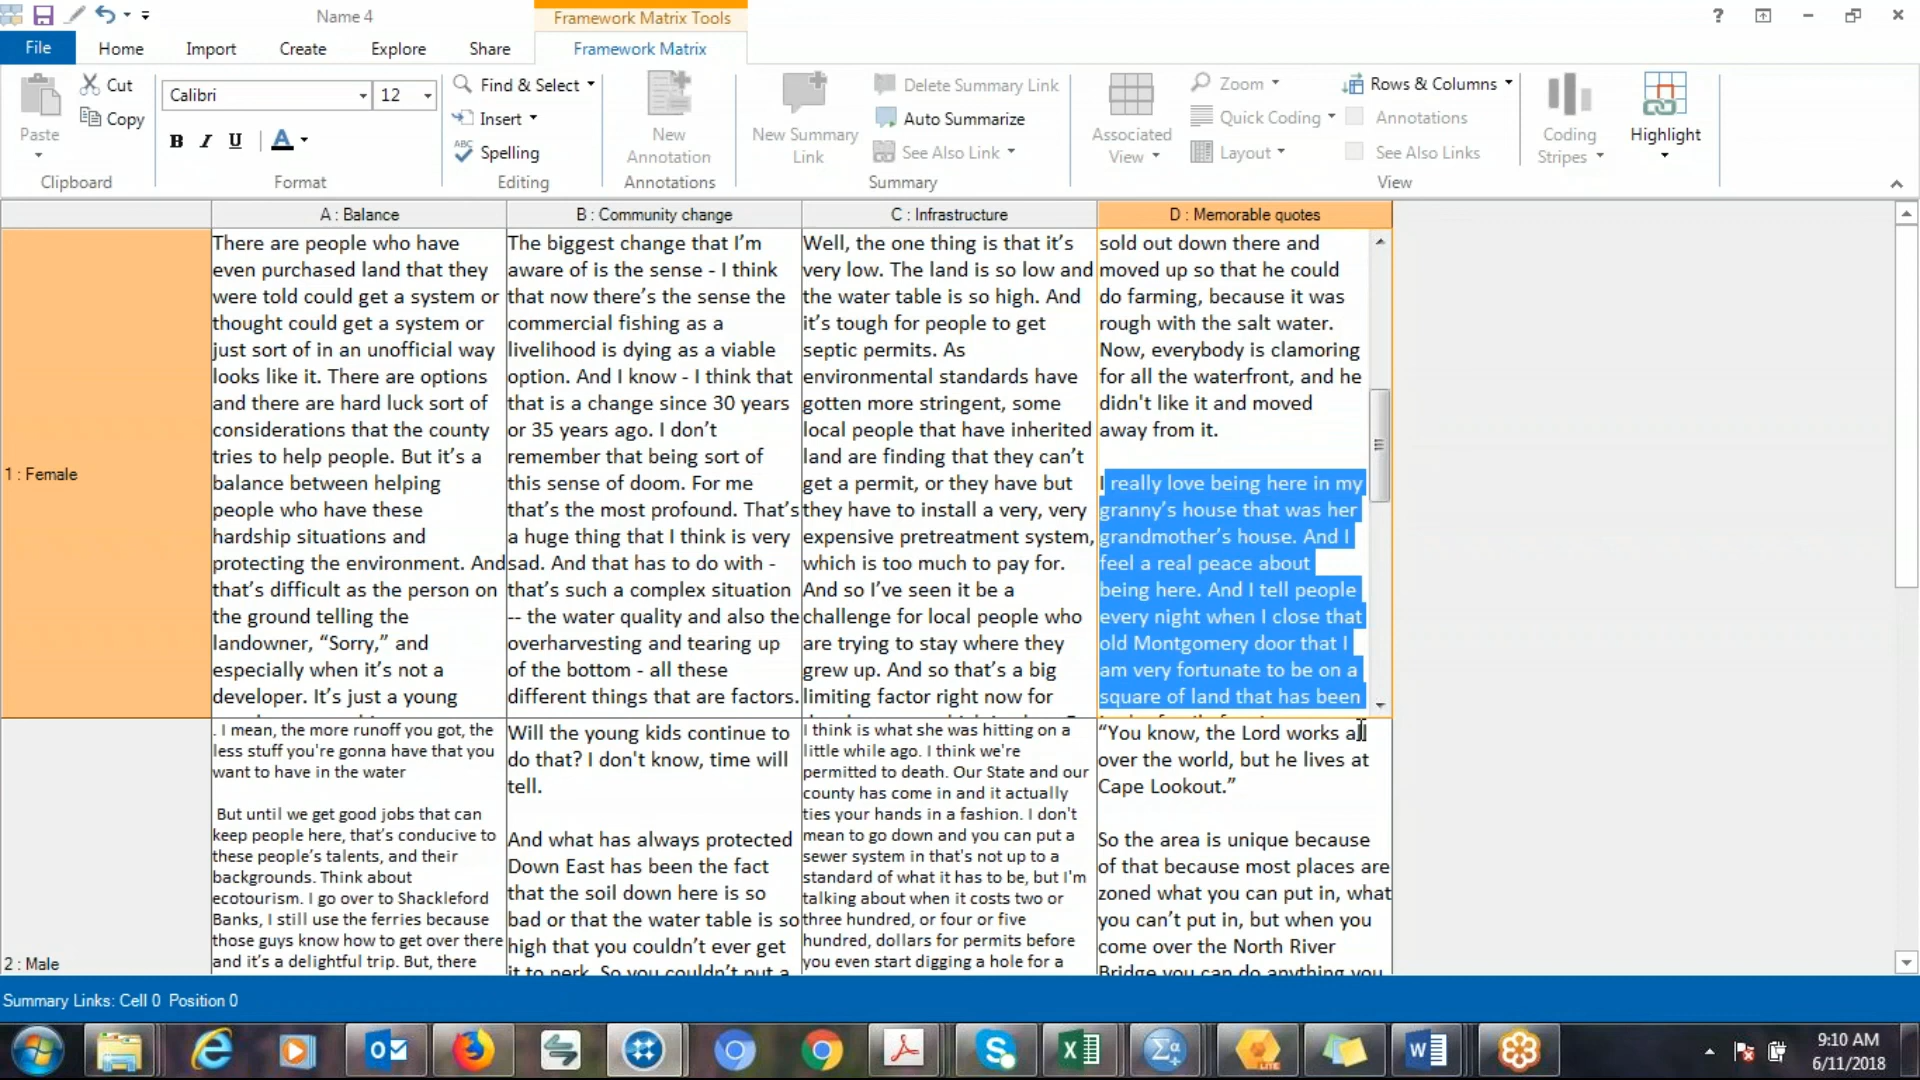 Name 4
Framework Matrix Tools
?
File
Home
Import
Create
Explore
Share
Framework Matrix
Paste
Cut
Copy
Clipboard
Calibri
12
B I U A
Format
Find & Select
Insert
ABC
Spelling
Editing
New
Annotation
Annotations
New Summary
Link
Delete Summary Link
Auto Summarize
See Also Link
Summary
Associated
View
Zoom
Quick Coding
Layout
Rows & Columns
Annotations
See Also Links
View
Coding
Stripes
Highlight
A : Balance
B : Community change
C : Infrastructure
D : Memorable quotes
1 : Female
There are people who have
even purchased land that they
were told could get a system or
thought could get a system or
just sort of in an unofficial way
looks like it. There are options
and there are hard luck sort of
considerations that the county
tries to help people. But it’s a
balance between helping
people who have these
hardship situations and
protecting the environment. And
that’s difficult as the person on
the ground telling the
landowner, “Sorry,” and
especially when it’s not a
developer. It’s just a young
The biggest change that I’m
aware of is the sense - I think
that now there’s the sense the
commercial fishing as a
livelihood is dying as a viable
option. And I know - I think that
that is a change since 30 years
or 35 years ago. I don’t
remember that being sort of
this sense of doom. For me
that’s the most profound. That’s
a huge thing that I think is very
sad. And that has to do with -
that’s such a complex situation
-- the water quality and also the
overharvesting and tearing up
of the bottom - all these
different things that are factors.
Well, the one thing is that it’s
very low. The land is so low and
the water table is so high. And
it’s tough for people to get
septic permits. As
environmental standards have
gotten more stringent, some
local people that have inherited
land are finding that they can’t
get a permit, or they have but
they have to install a very, very
expensive pretreatment system,
which is too much to pay for.
And so I’ve seen it be a
challenge for local people who
are trying to stay where they
grew up. And so that’s a big
limiting factor right now for
sold out down there and
moved up so that he could
do farming, because it was
rough with the salt water.
Now, everybody is clamoring
for all the waterfront, and he
didn't like it and moved
away from it.
I really love being here in my
granny’s house that was her
grandmother’s house. And I
feel a real peace about
being here. And I tell people
every night when I close that
old Montgomery door that I
am very fortunate to be on a
square of land that has been
2 : Male
. I mean, the more runoff you got, the
less stuff you're gonna have that you
want to have in the water
But until we get good jobs that can
keep people here, that’s conducive to
these people’s talents, and their
backgrounds. Think about
ecotourism. I go over to Shackleford
Banks, I still use the ferries because
those guys know how to get over there
and it’s a delightful trip. But, there
Will the young kids continue to
do that? I don't know, time will
tell.
And what has always protected
Down East has been the fact
that the soil down here is so
bad or that the water table is so
high that you couldn’t ever get
it to perk. So you couldn’t put a
I think is what she was hitting on a
little while ago. I think we're
permitted to death. Our State and our
county has come in and it actually
ties your hands in a fashion. I don't
mean to go down and you can put a
sewer system in that's not up to a
standard of what it has to be, but I'm
talking about when it costs two or
three hundred, or four or five
hundred, dollars for permits before
you even start digging a hole for a
“You know, the Lord works all
over the world, but he lives at
Cape Lookout.”
So the area is unique because
of that because most places are
zoned what you can put in, what
you can’t put in, but when you
come over the North River
Bridge you can do anything you
Summary Links: Cell 0 Position 0
LITE
9:10 AM
6/11/2018